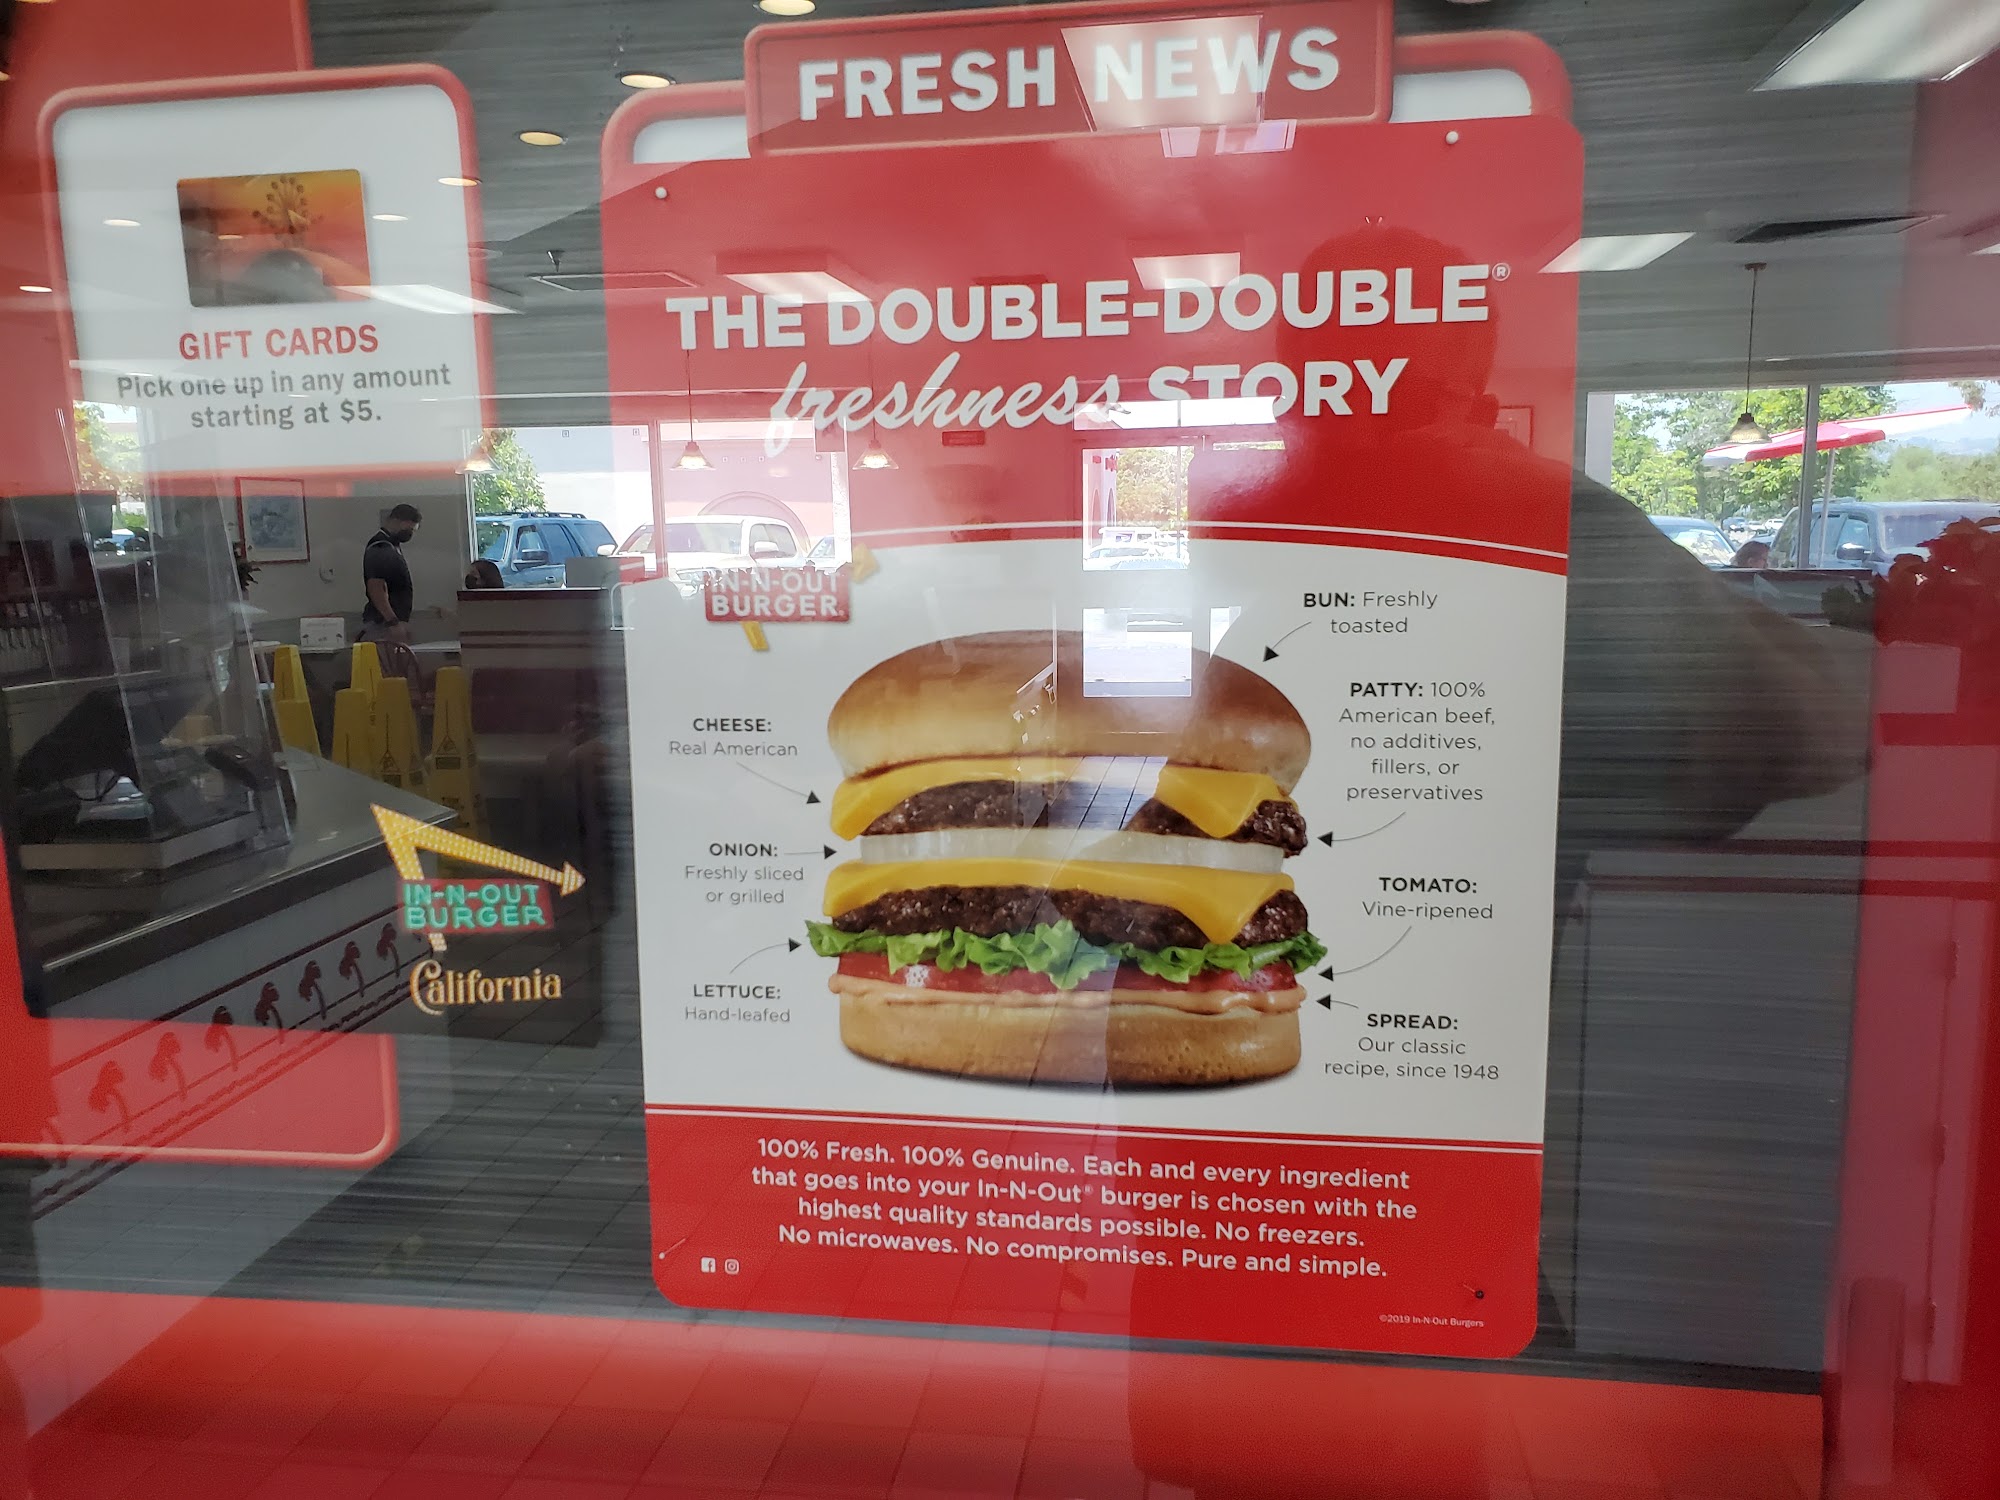 FRESH NEWS
GIFT CARDS
Pick one up in any amount
starting at $5.
THE DOUBLE-DOUBLE®
freshness STORY
IN-N-OUT
BURGER®
BUN: Freshly
toasted
PATTY: 100%
American beef,
no additives,
fillers, or
preservatives
TOMATO:
Vine-ripened
SPREAD:
Our classic
recipe, since 1948
CHEESE:
Real American
ONION:
Freshly sliced
or grilled
LETTUCE:
Hand-leafed
IN-N-OUT
BURGER
California
100% Fresh. 100% Genuine. Each and every ingredient
that goes into your In-N-Out® burger is chosen with the
highest quality standards possible. No freezers.
No microwaves. No compromises. Pure and simple.
©2019 In-N-Out Burgers